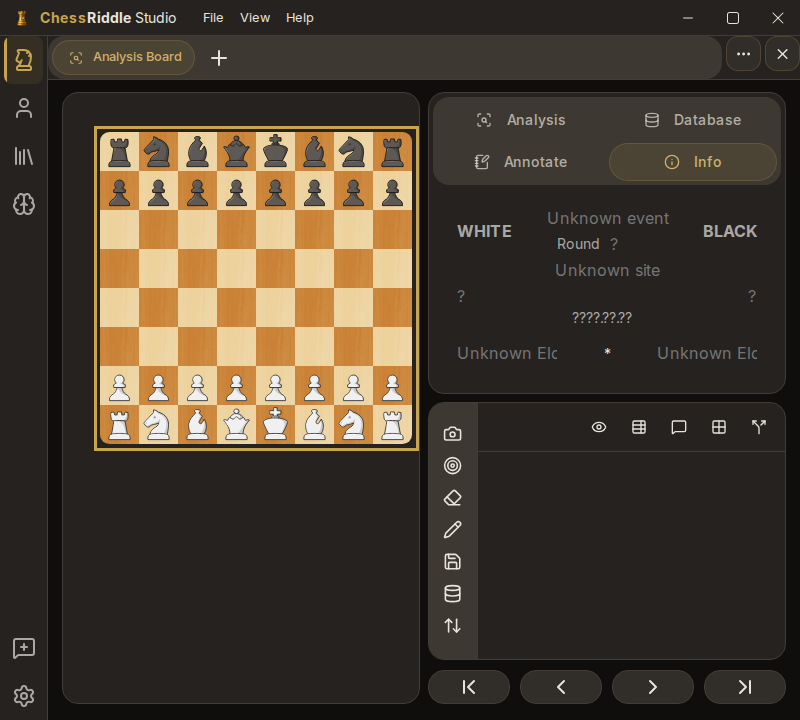 ChessRiddle Studio File View Help
Analysis Board
Analysis Database
Annotate Info
Unknown event
WHITE Round ? BLACK
Unknown site
? ?
????.??.??
Unknown Elo * Unknown Elo